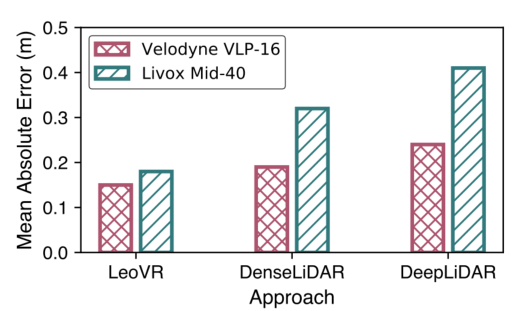 Velodyne VLP-16
Livox Mid-40
Mean Absolute Error (m)
0.5
0.4
0.3
0.2
0.1
0.0
LeoVR
DenseLiDAR
DeepLiDAR
Approach